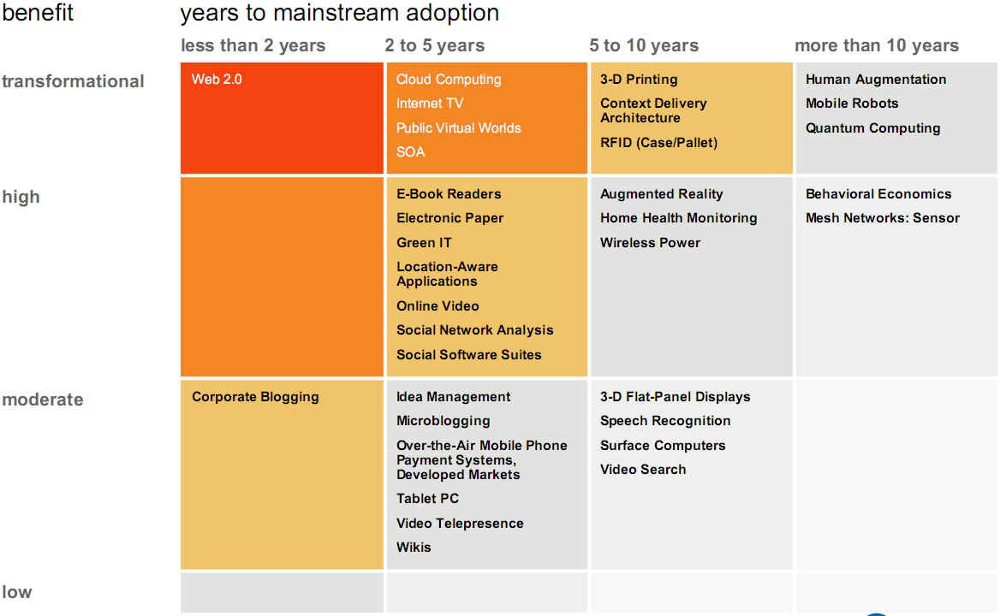 benefit
years to mainstream adoption
less than 2 years
2 to 5 years
5 to 10 years
more than 10 years
transformational
Web 2.0
Cloud Computing
Internet TV
Public Virtual Worlds
SOA
3-D Printing
Context Delivery
Architecture
RFID (Case/Pallet)
Human Augmentation
Mobile Robots
Quantum Computing
high
E-Book Readers
Electronic Paper
Green IT
Location-Aware
Applications
Online Video
Social Network Analysis
Social Software Suites
Augmented Reality
Home Health Monitoring
Wireless Power
Behavioral Economics
Mesh Networks: Sensor
moderate
Corporate Blogging
Idea Management
Microblogging
Over-the-Air Mobile Phone
Payment Systems,
Developed Markets
Tablet PC
Video Telepresence
Wikis
3-D Flat-Panel Displays
Speech Recognition
Surface Computers
Video Search
low